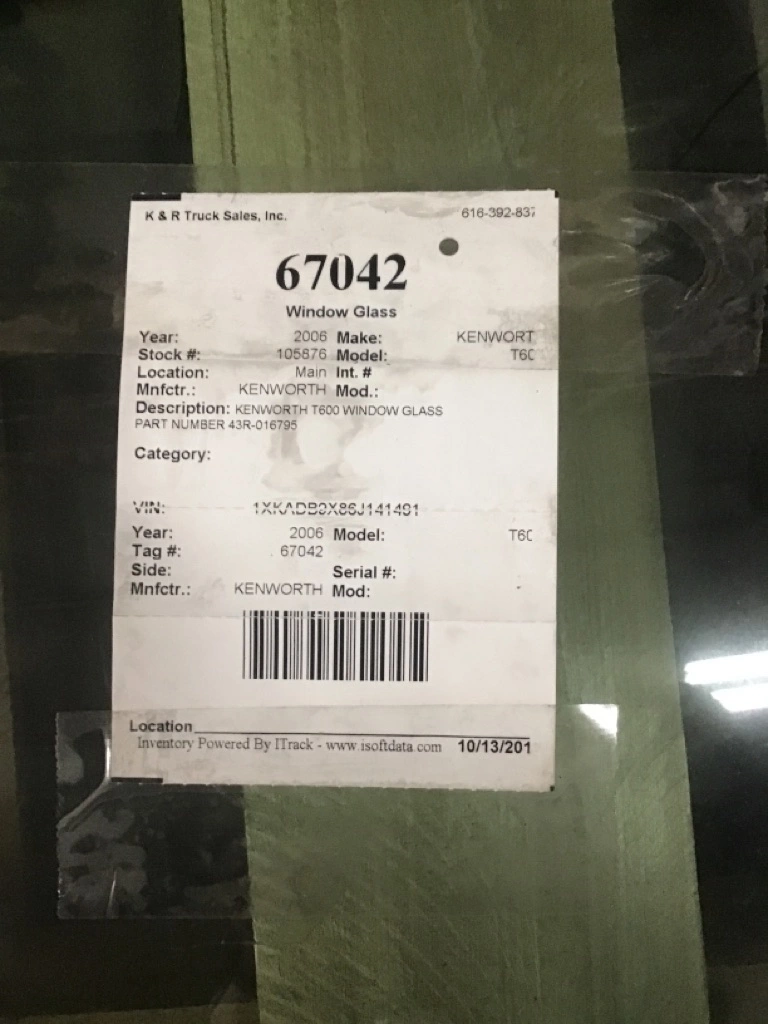 K & R Truck Sales, Inc. 616-392-837
67042
Window Glass
Year: 2006 Make: KENWORT
Stock #: 105876 Model: T60
Location: Main Int. #
Mnfctr.: KENWORTH Mod.:
Description: KENWORTH T600 WINDOW GLASS
PART NUMBER 43R-016795
Category:
VIN:
Year: 2006 Model: T60
Tag #: 67042
Side: Serial #:
Mnfctr.: KENWORTH Mod:
Location
Inventory Powered By ITrack - www.isoftdata.com 10/13/201